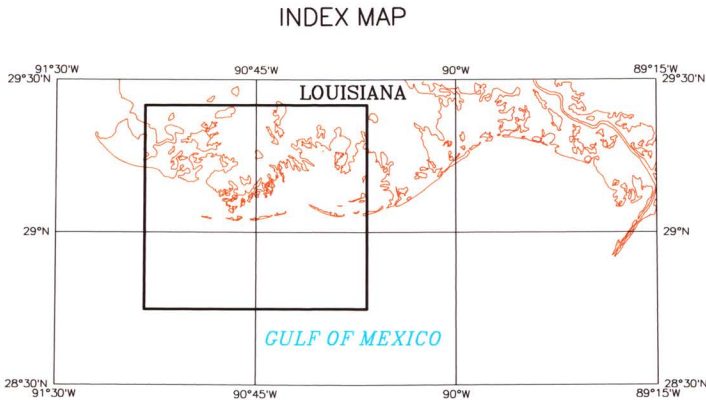 INDEX MAP
91°30'W 90°45'W 90°W 89°15'W
29°30'N 29°30'N
LOUISIANA
29°N 29°N
GULF OF MEXICO
28°30'N 28°30'N
91°30'W 90°45'W 90°W 89°15'W